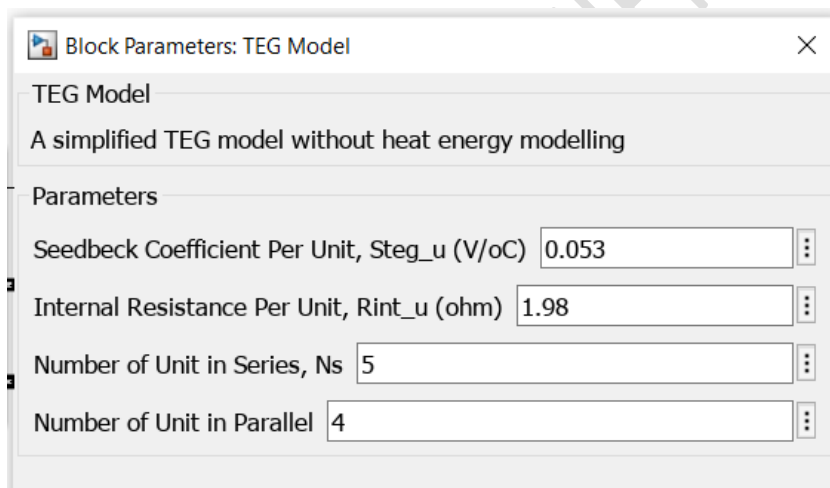 Block Parameters: TEG Model
TEG Model
A simplified TEG model without heat energy modelling
Parameters
Seedbeck Coefficient Per Unit, Steg_u (V/oC) 0.053
Internal Resistance Per Unit, Rint_u (ohm) 1.98
Number of Unit in Series, Ns 5
Number of Unit in Parallel 4